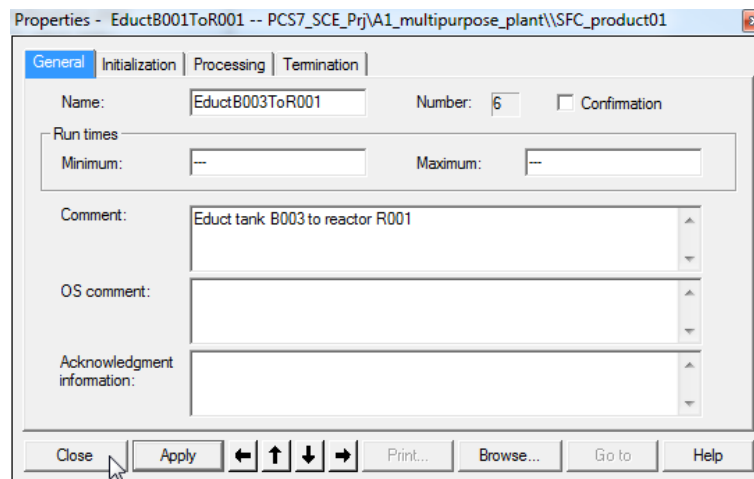 Properties - EductB001ToR001 -- PCS7_SCE_Prj\A1_multipurpose_plant\\SFC_product01
General Initialization Processing Termination
Name: EductB003ToR001 Number: 6 Confirmation
Run times
Minimum: --- Maximum: ---
Comment: Educt tank B003 to reactor R001
OS comment:
Acknowledgment
information:
Close Apply Print... Browse... Go to Help